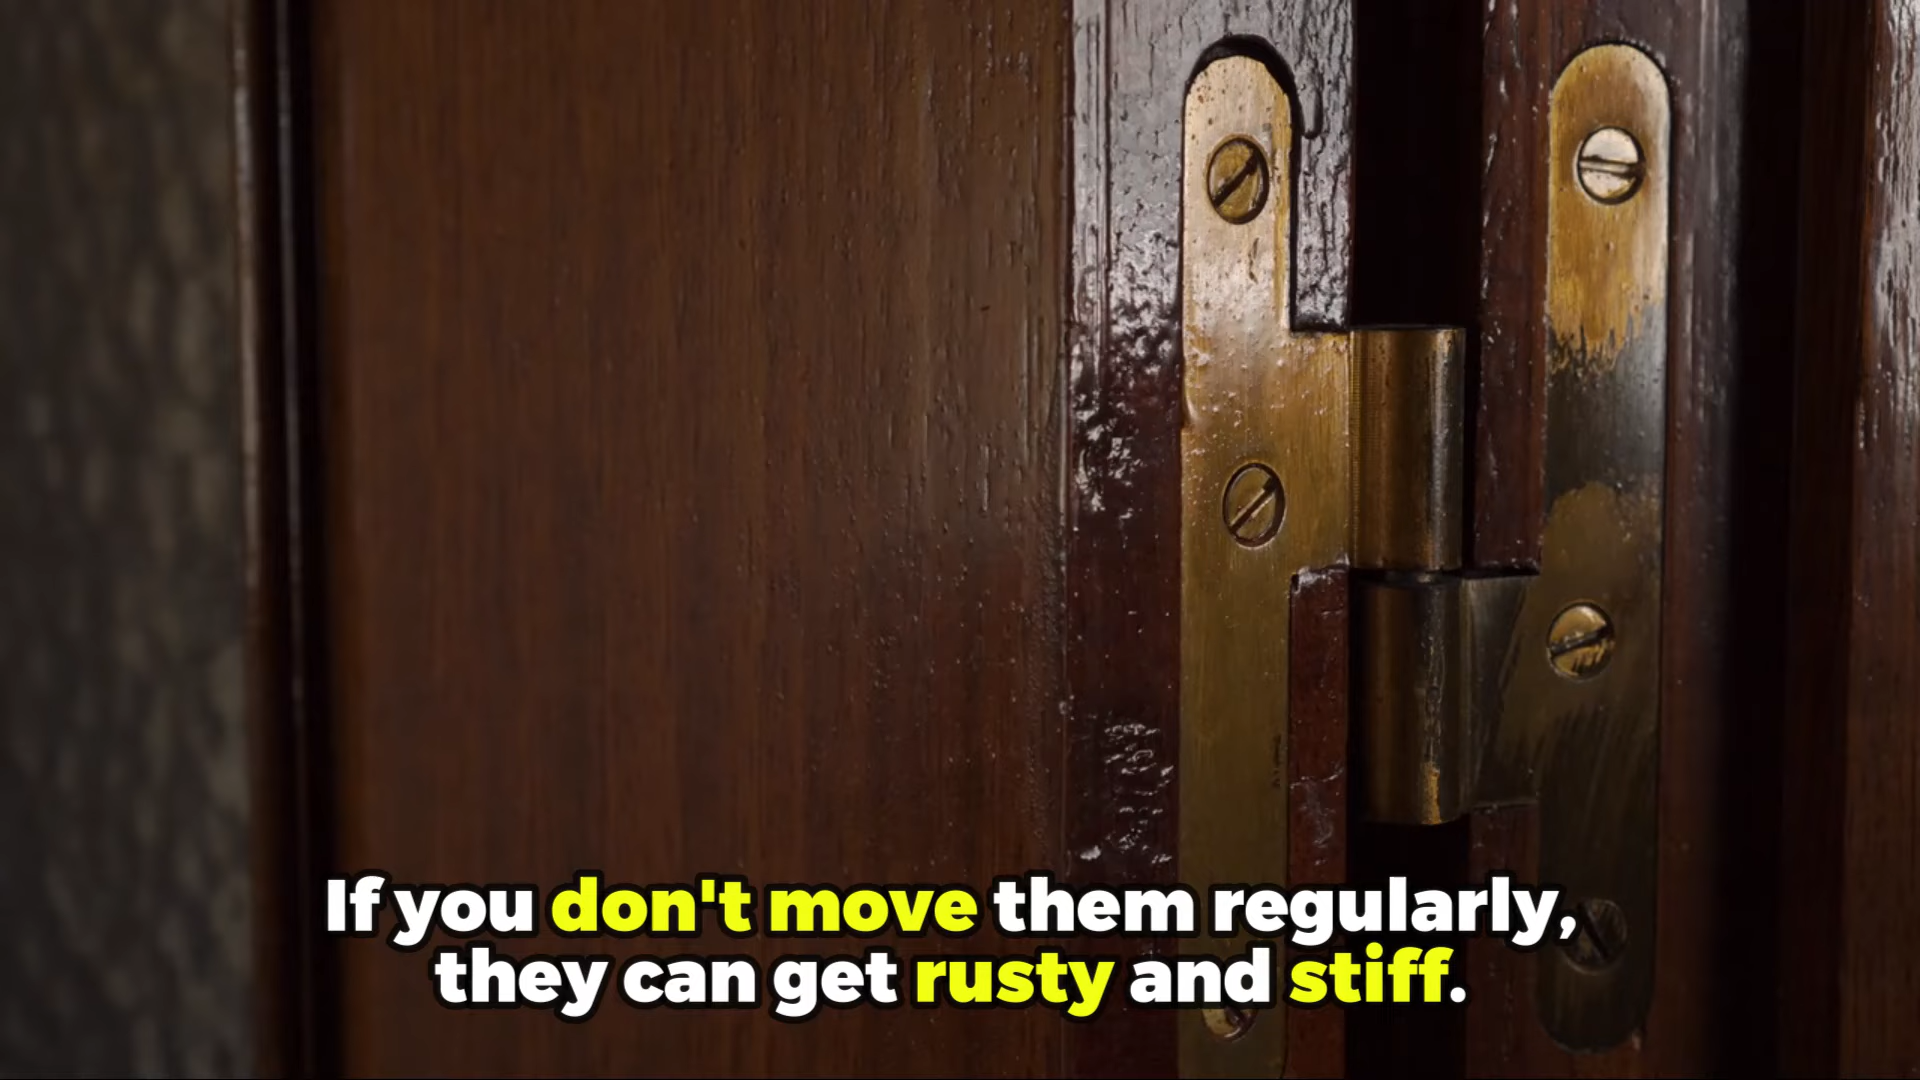 If you don't move them regularly,
they can get rusty and stiff.